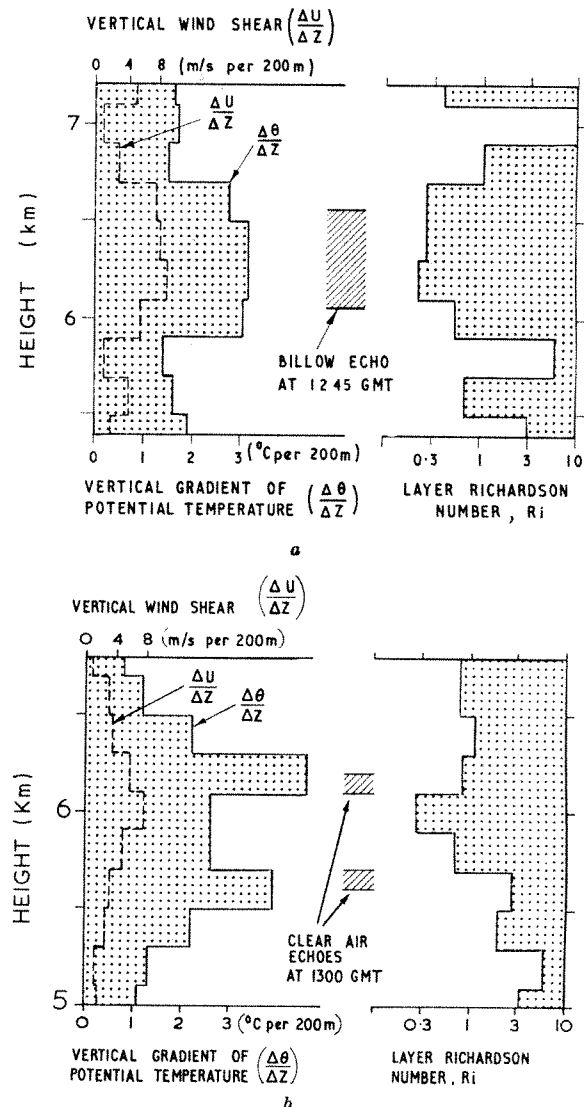 a
VERTICAL WIND SHEAR (ΔU/ΔZ)
0 4 8 (m/s per 200m)
ΔU/ΔZ
Δθ/ΔZ
7
6
HEIGHT (km)
BILLOW ECHO
AT 1245 GMT
0 1 2 3 (°C per 200m)
0·3 1 3 10
VERTICAL GRADIENT OF
POTENTIAL TEMPERATURE (Δθ/ΔZ)
LAYER RICHARDSON
NUMBER, Ri
a
VERTICAL WIND SHEAR (ΔU/ΔZ)
0 4 8 (m/s per 200m)
ΔU/ΔZ
Δθ/ΔZ
6
5
HEIGHT (Km)
CLEAR AIR
ECHOES
AT 1300 GMT
0 1 2 3 (°C per 200m)
0·3 1 3 10
VERTICAL GRADIENT OF
POTENTIAL TEMPERATURE (Δθ/ΔZ)
LAYER RICHARDSON
NUMBER, Ri
b